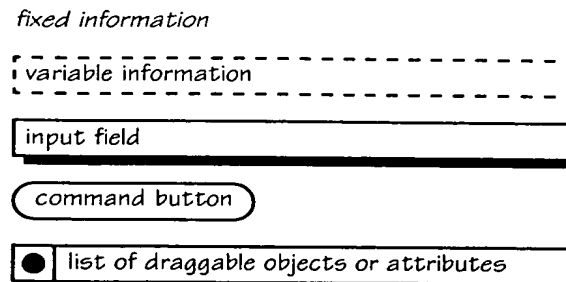 fixed information
variable information
input field
command button
list of draggable objects or attributes